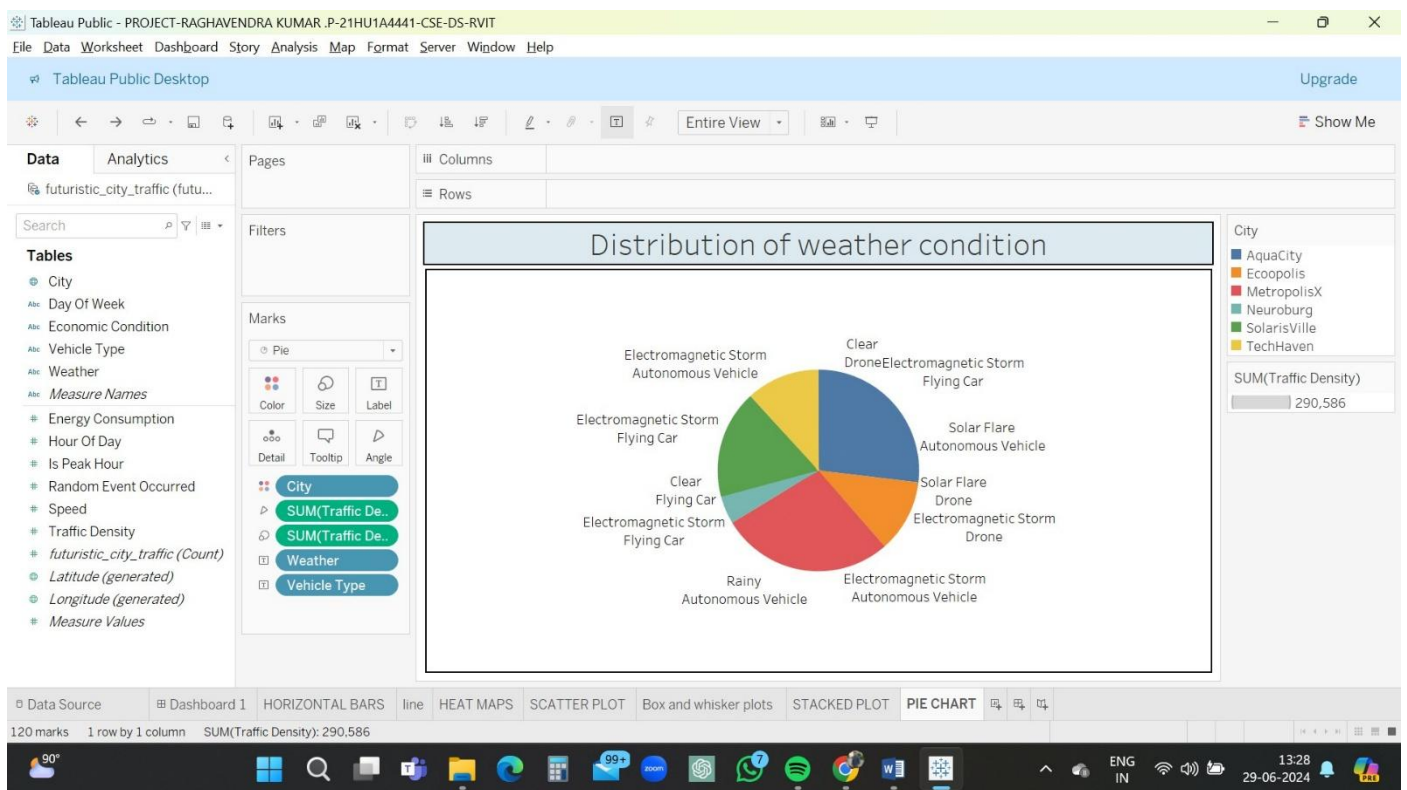 Tableau Public - PROJECT-RAGHAVENDRA KUMAR .P-21HU1A4441-CSE-DS-RVIT
File Data Worksheet Dashboard Story Analysis Map Format Server Window Help
Tableau Public Desktop
Upgrade
Entire View
Show Me
Data Analytics
futuristic_city_traffic (futu...
Search
Tables
City
Abc Day Of Week
Abc Economic Condition
Abc Vehicle Type
Abc Weather
Abc Measure Names
# Energy Consumption
# Hour Of Day
# Is Peak Hour
# Random Event Occurred
# Speed
# Traffic Density
# futuristic_city_traffic (Count)
Latitude (generated)
Longitude (generated)
# Measure Values
Pages
Filters
Marks
Pie
Color Size Label
Detail Tooltip Angle
City
SUM(Traffic De..
SUM(Traffic De..
Weather
Vehicle Type
Columns
Rows
Distribution of weather condition
Clear
Drone
Electromagnetic Storm
Flying Car
Solar Flare
Autonomous Vehicle
Solar Flare
Drone
Electromagnetic Storm
Drone
Electromagnetic Storm
Autonomous Vehicle
Rainy
Autonomous Vehicle
Electromagnetic Storm
Flying Car
Clear
Flying Car
Electromagnetic Storm
Flying Car
Electromagnetic Storm
Autonomous Vehicle
City
AquaCity
Ecoopolis
MetropolisX
Neuroburg
SolarisVille
TechHaven
SUM(Traffic Density)
290,586
Data Source Dashboard 1 HORIZONTAL BARS line HEAT MAPS SCATTER PLOT Box and whisker plots STACKED PLOT PIE CHART
120 marks 1 row by 1 column SUM(Traffic Density): 290,586
90°
99+
zoom
7
W
ENG
IN
13:28
29-06-2024
PRE